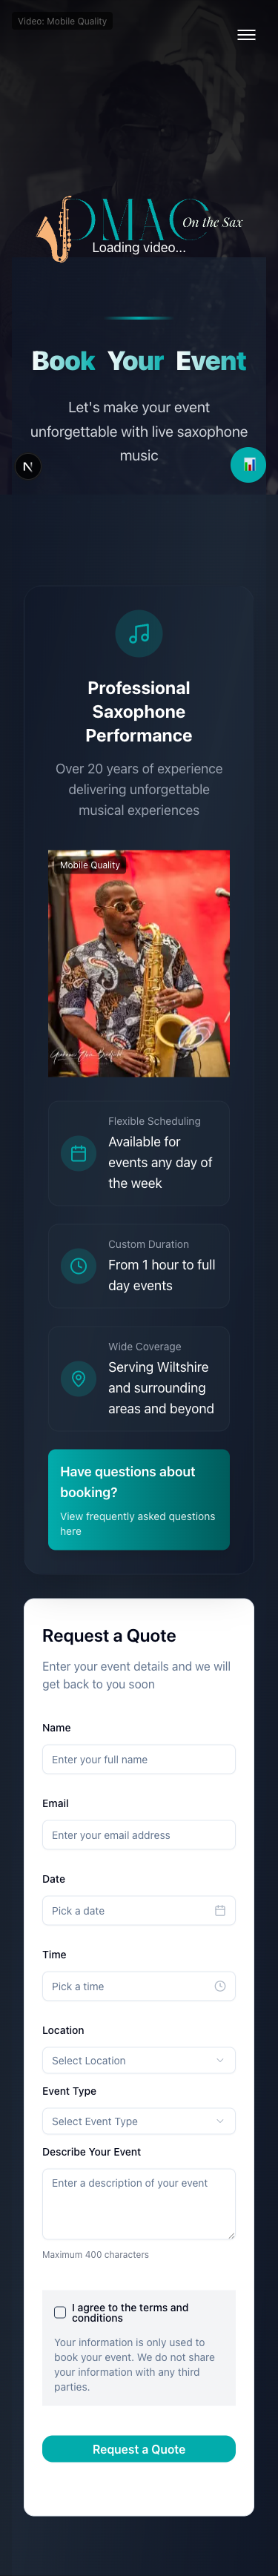 Video: Mobile Quality
DMAC
On the Sax
Loading video...
Book Your Event
Let's make your event
unforgettable with live saxophone
music
N
Professional
Saxophone
Performance
Over 20 years of experience
delivering unforgettable
musical experiences
Mobile Quality
Flexible Scheduling
Available for
events any day of
the week
Custom Duration
From 1 hour to full
day events
Wide Coverage
Serving Wiltshire
and surrounding
areas and beyond
Have questions about
booking?
View frequently asked questions
here
Request a Quote
Enter your event details and we will
get back to you soon
Name
Enter your full name
Email
Enter your email address
Date
Pick a date
Time
Pick a time
Location
Select Location
Event Type
Select Event Type
Describe Your Event
Enter a description of your event
Maximum 400 characters
I agree to the terms and
conditions
Your information is only used to
book your event. We do not share
your information with any third
parties.
Request a Quote